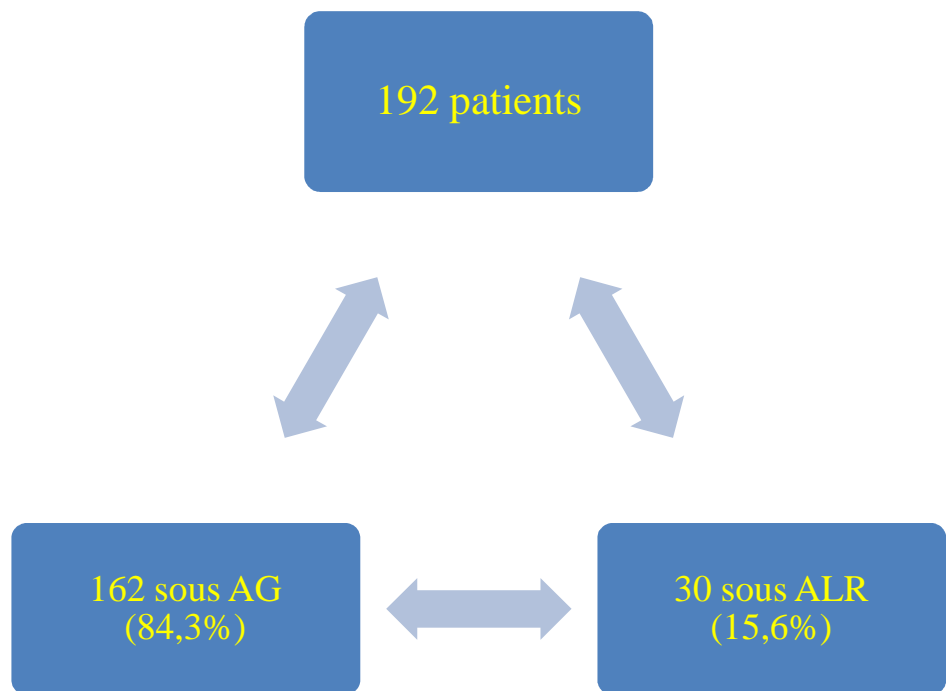 192 patients
162 sous AG
(84,3%)
30 sous ALR
(15,6%)